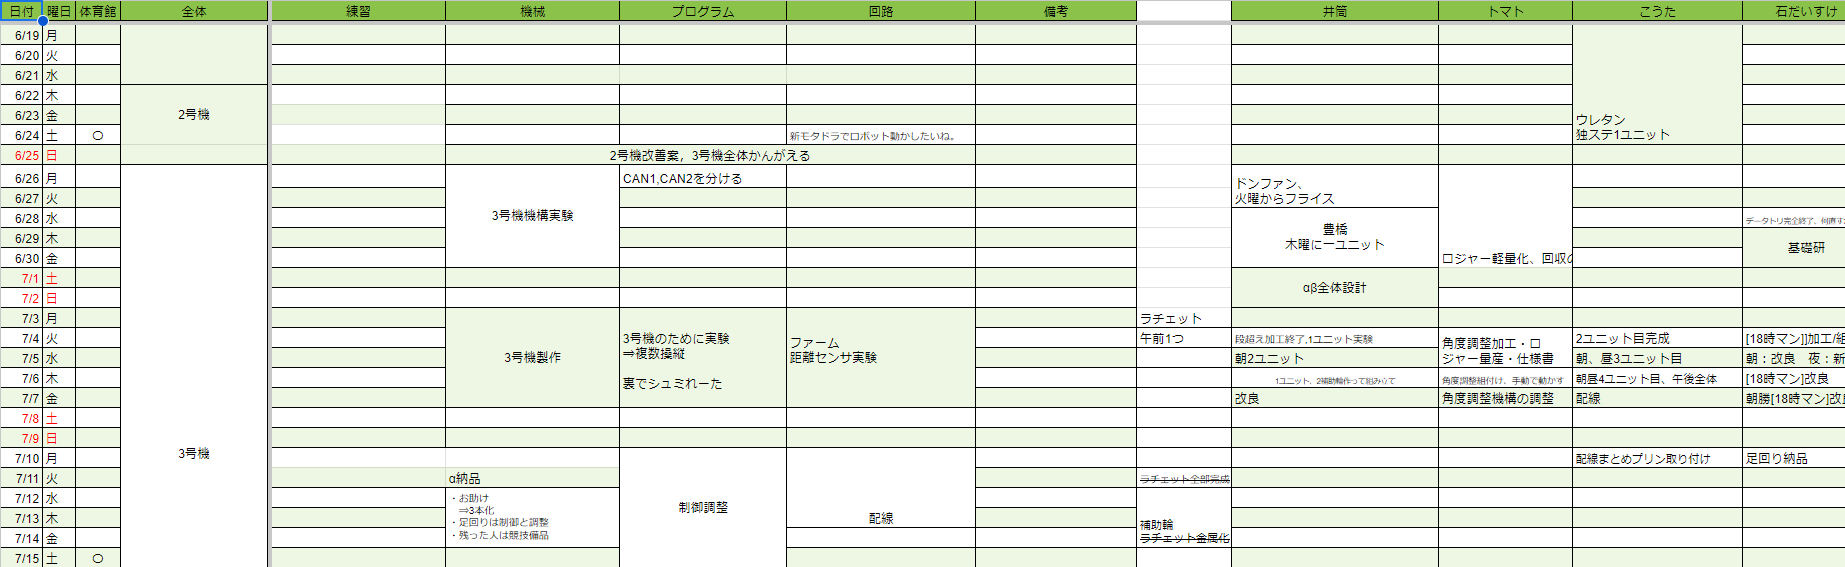 日付 曜日 体育館 全体 練習 機械 プログラム 回路 備考 井筒 トマト こうた 石だいすけ
6/19 月
6/20 火
6/21 水
6/22 木
6/23 金 2号機 ウレタン
6/24 土 〇 新モタドラでロボット動かしたいね。 独ステ1ユニット
6/25 日 2号機改善案，3号機全体かんがえる
6/26 月 CAN1,CAN2を分ける ドンファン、
6/27 火 火曜からフライス
6/28 水 3号機機構実験 豊橋 データトリ完全終了、何直す
6/29 木 木曜に一ユニット 基礎研
6/30 金 ロジャー軽量化、回収の
7/1 土
7/2 日 αβ全体設計
7/3 月 ラチェット
7/4 火 3号機のために実験 ファーム 午前1つ 段超え加工終了,1ユニット実験 角度調整加工・ロ 2ユニット目完成 [18時マン]]加工/組
7/5 水 3号機製作 ⇒複数操縦 距離センサ実験 朝2ユニット ジャー量産・仕様書 朝、昼3ユニット目 朝：改良　夜：新
7/6 木 裏でシュミれーた 1ユニット、2補助輪作って組み立て 角度調整組付け、手動で動かす 朝昼4ユニット目、午後全体 [18時マン]改良
7/7 金 改良 角度調整機構の調整 配線 朝勝[18時マン]改良
7/8 土
7/9 日
7/10 月 3号機 配線まとめプリン取り付け 足回り納品
7/11 火 α納品 ラチェット全部完成
7/12 水 ・お助け
⇒3本化
7/13 木 ・足回りは制御と調整 制御調整 配線
7/14 金 ・残った人は競技備品 補助輪
ラチェット金属化
7/15 土 〇